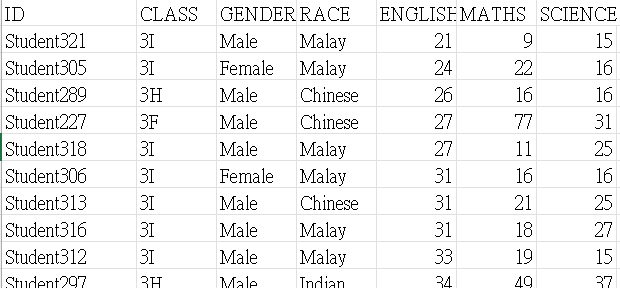 ID CLASS GENDER RACE ENGLISH MATHS SCIENCE
Student321 3I Male Malay 21 9 15
Student305 3I Female Malay 24 22 16
Student289 3H Male Chinese 26 16 16
Student227 3F Male Chinese 27 77 31
Student318 3I Male Malay 27 11 25
Student306 3I Female Malay 31 16 16
Student313 3I Male Chinese 31 21 25
Student316 3I Male Malay 31 18 27
Student312 3I Male Malay 33 19 15
Student297 3H Male Indian 34 49 37